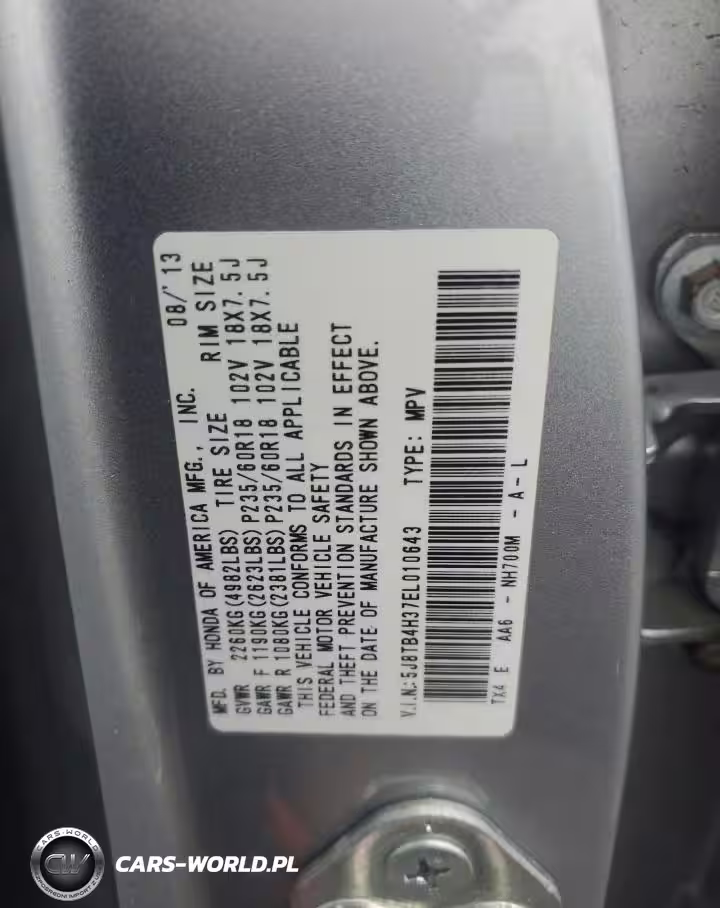 MFD. BY HONDA OF AMERICA MFG., INC. 08/'13
GVWR 2260KG(4982LBS) TIRE SIZE RIM SIZE
GAWR F 1190KG(2623LBS)P235/60R18 102V 18X7.5J
GAWR R 1080KG(2381LBS)P235/60R18 102V 18X7.5J
THIS VEHICLE CONFORMS TO ALL APPLICABLE
FEDERAL MOTOR VEHICLE SAFETY
AND THEFT PREVENTION STANDARDS IN EFFECT
ON THE DATE OF MANUFACTURE SHOWN ABOVE.
V.I.N.: 5J8TB4H37EL010643 TYPE: MPV
TX4 E AA6 - NH700M - A - L
CARS-WORLD
CW
CARS-WORLD.PL